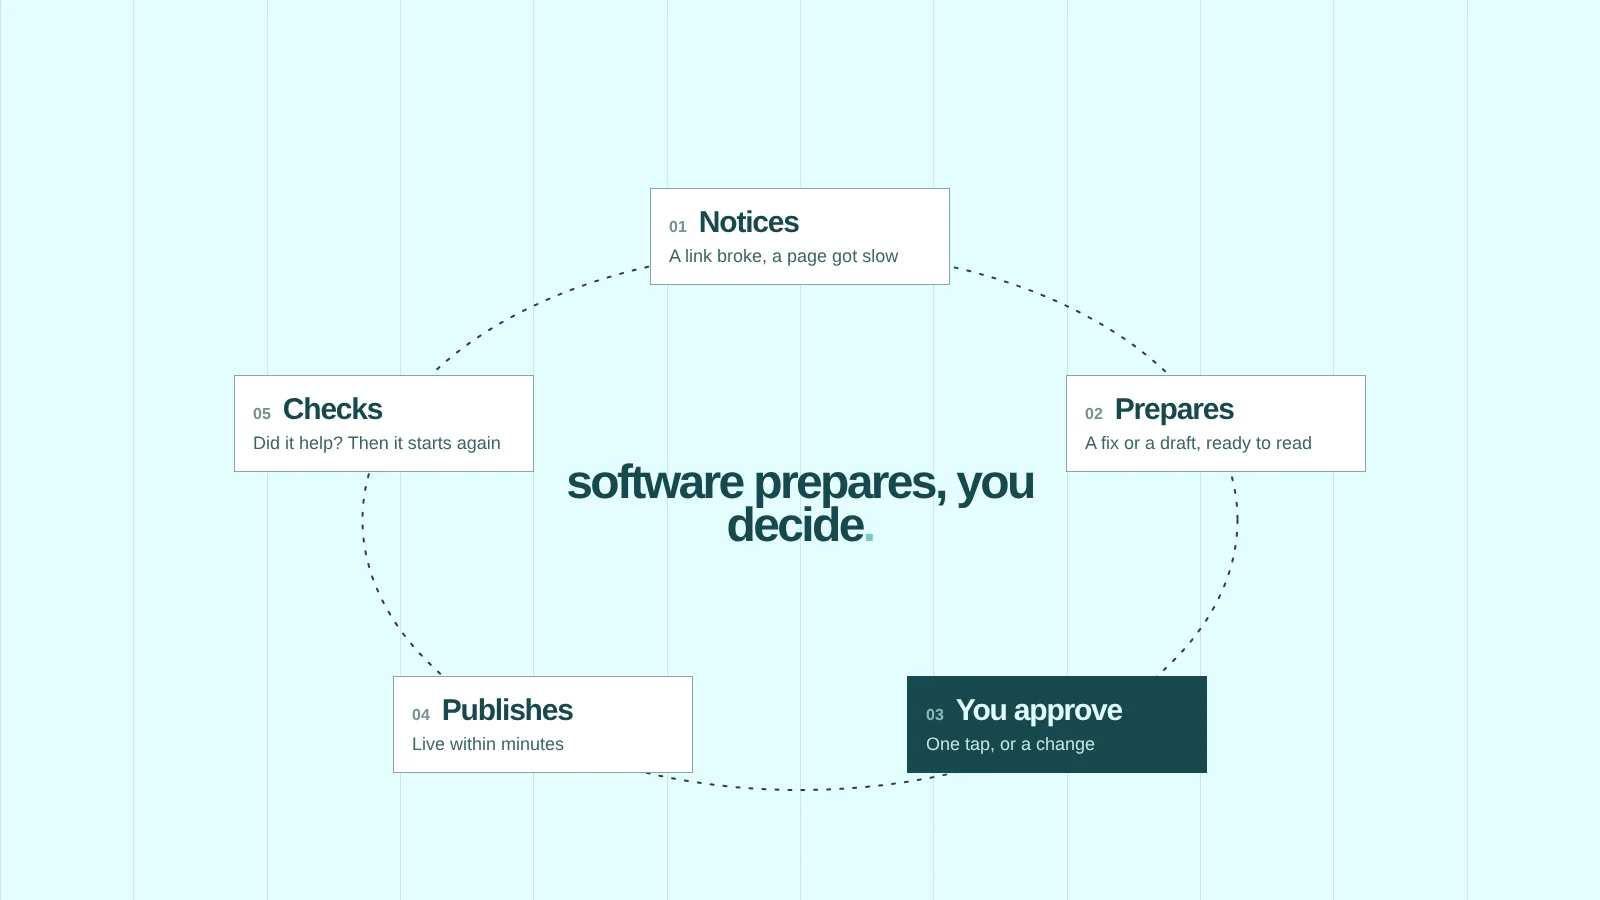 01 Notices
A link broke, a page got slow
02 Prepares
A fix or a draft, ready to read
03 You approve
One tap, or a change
04 Publishes
Live within minutes
05 Checks
Did it help? Then it starts again
software prepares, you
decide.